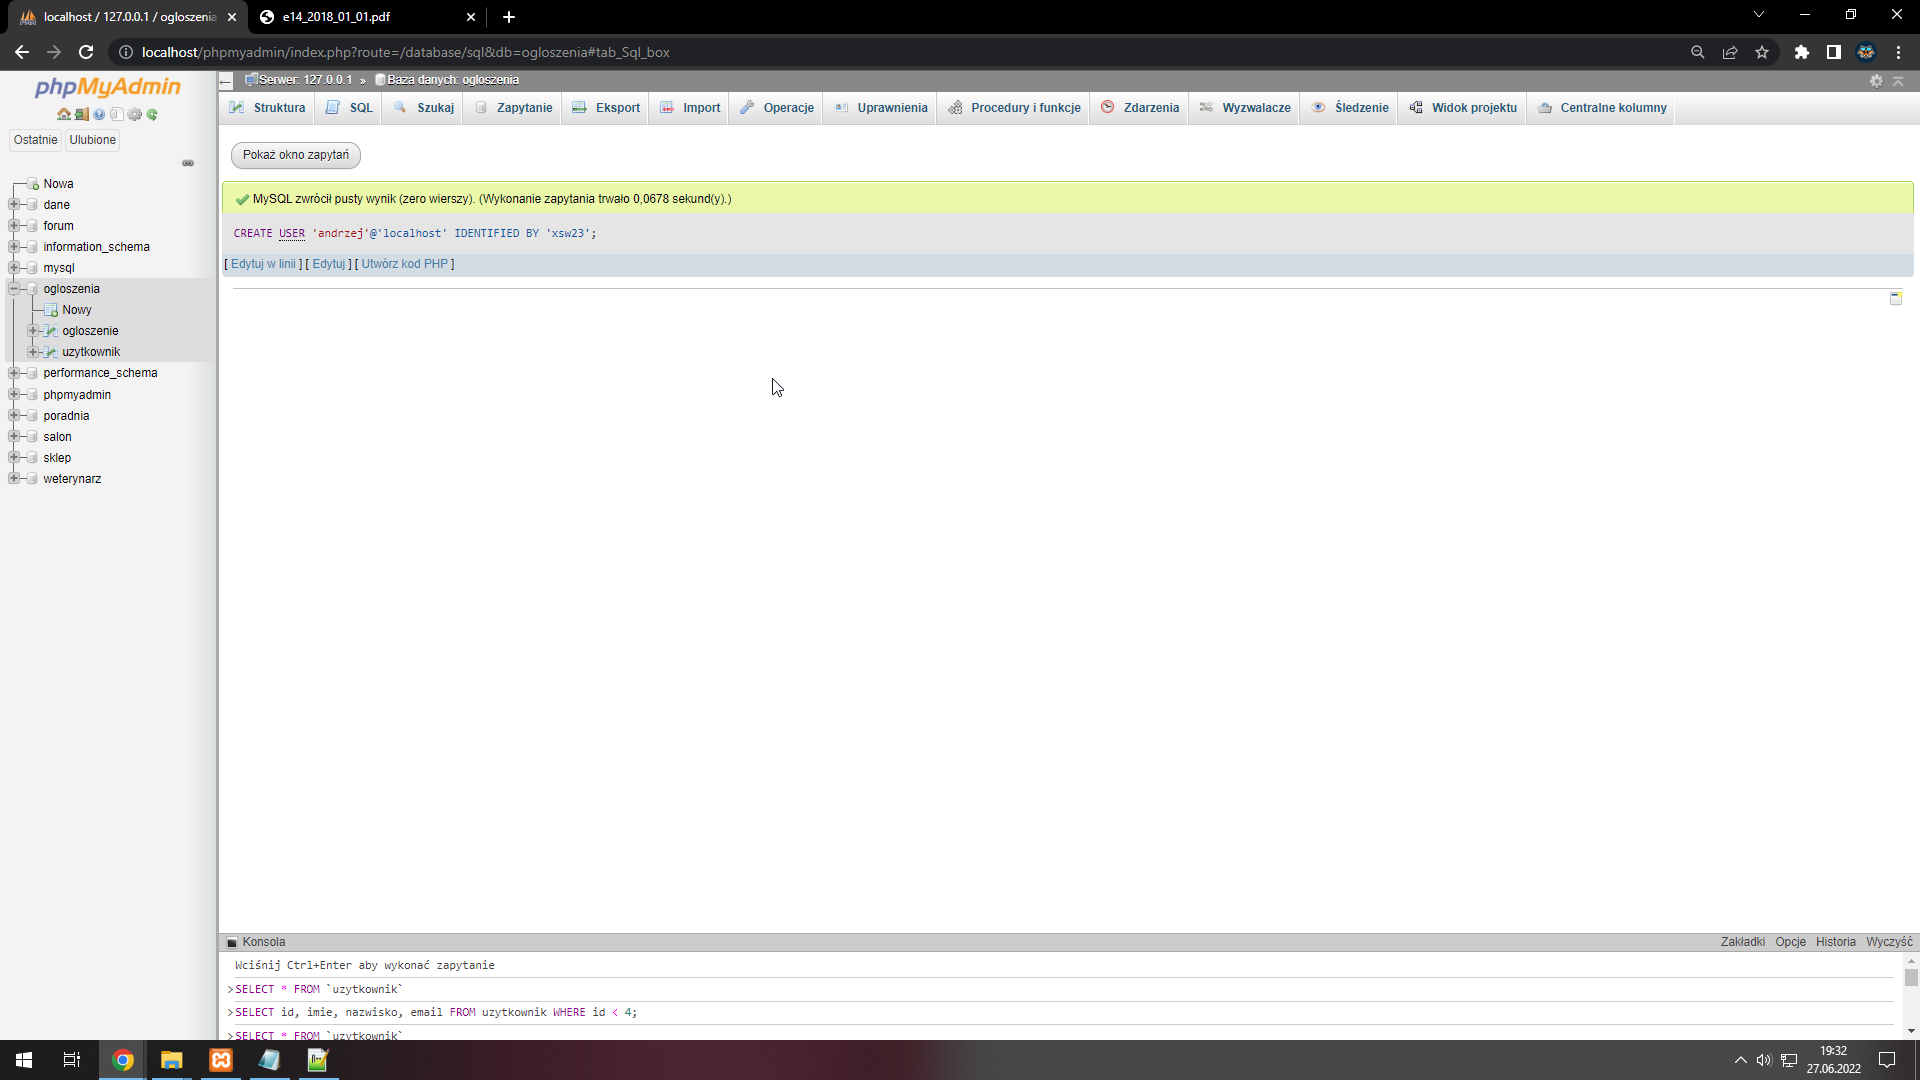 localhost / 127.0.0.1 / ogloszenia
e14_2018_01_01.pdf
localhost/phpmyadmin/index.php?route=/database/sql&db=ogloszenia#tab_Sql_box
phpMyAdmin
Ostatnie
Ulubione
Nowa
dane
forum
information_schema
mysql
ogloszenia
Nowy
ogloszenie
uzytkownik
performance_schema
phpmyadmin
poradnia
salon
sklep
weterynarz
Serwer: 127.0.0.1 » Baza danych: ogloszenia
Struktura SQL Szukaj Zapytanie Eksport Import Operacje Uprawnienia Procedury i funkcje Zdarzenia Wyzwalacze Śledzenie Widok projektu Centralne kolumny
Pokaż okno zapytań
MySQL zwrócił pusty wynik (zero wierszy). (Wykonanie zapytania trwało 0,0678 sekund(y).)
CREATE USER 'andrzej'@'localhost' IDENTIFIED BY 'xsw23';
[ Edytuj w linii ] [ Edytuj ] [ Utwórz kod PHP ]
Konsola
Zakładki Opcje Historia Wyczyść
Wciśnij Ctrl+Enter aby wykonać zapytanie
>SELECT * FROM `uzytkownik`
>SELECT id, imie, nazwisko, email FROM uzytkownik WHERE id < 4;
>SELECT * FROM `uzytkownik`
19:32
27.06.2022